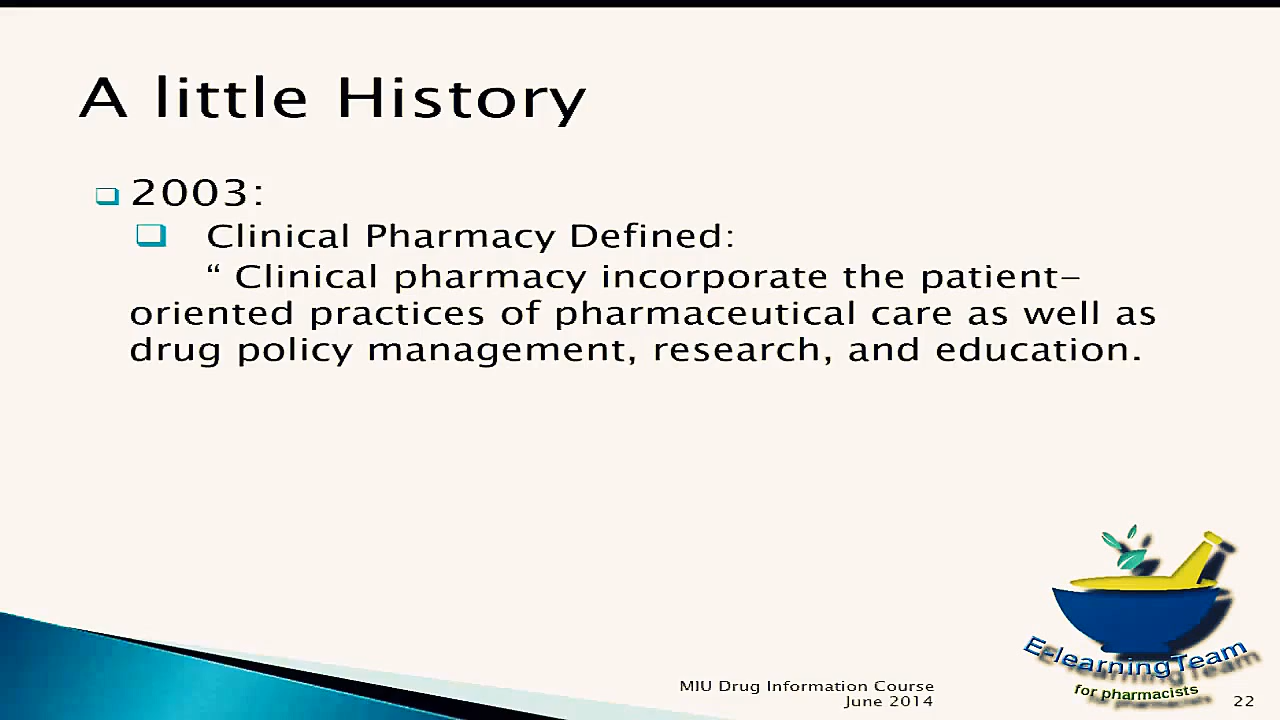 A little History
2003:
Clinical Pharmacy Defined:
“ Clinical pharmacy incorporate the patient-
oriented practices of pharmaceutical care as well as
drug policy management, research, and education.
E-learningTeam
for pharmacists
MIU Drug Information Course
June 2014
22